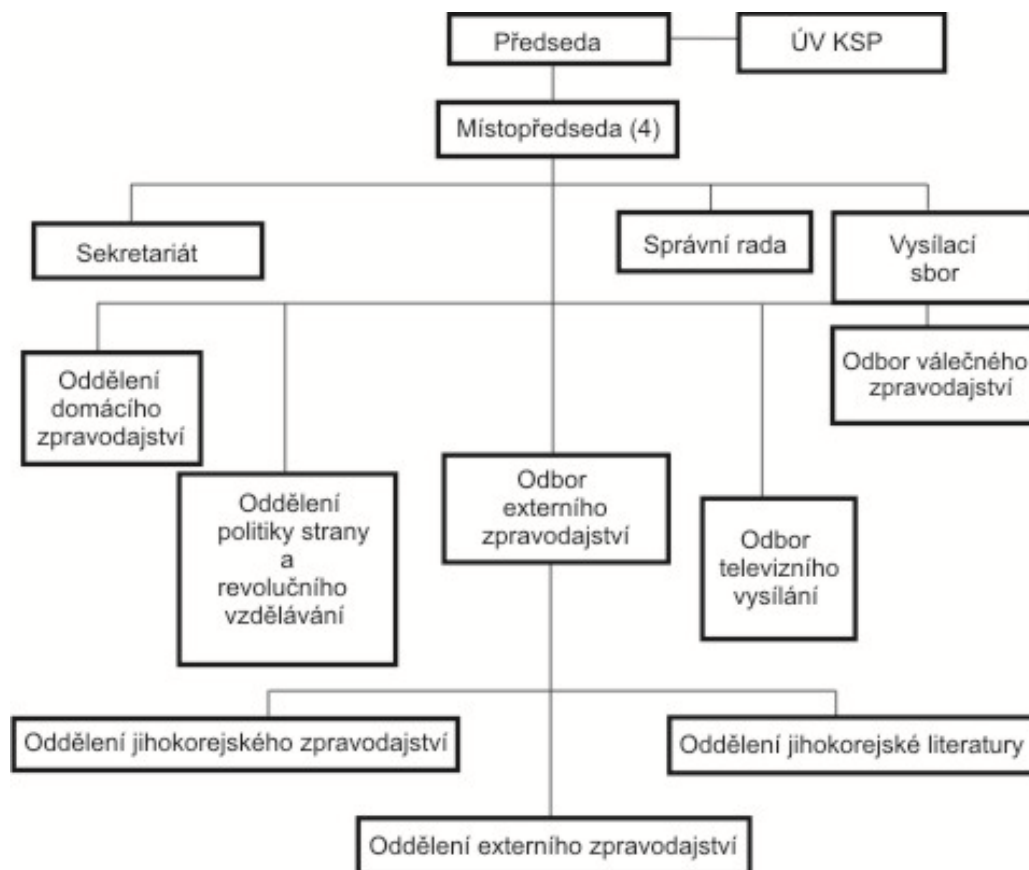 Předseda
ÚV KSP
Místopředseda (4)
Sekretariát
Správní rada
Vysílací
sbor
Oddělení
domácího
zpravodajství
Odbor válečného
zpravodajství
Oddělení
politiky strany
a
revolučního
vzdělávání
Odbor
externího
zpravodajství
Odbor
televizního
vysílání
Oddělení jihokorejského zpravodajství
Oddělení jihokorejské literatury
Oddělení externího zpravodajství